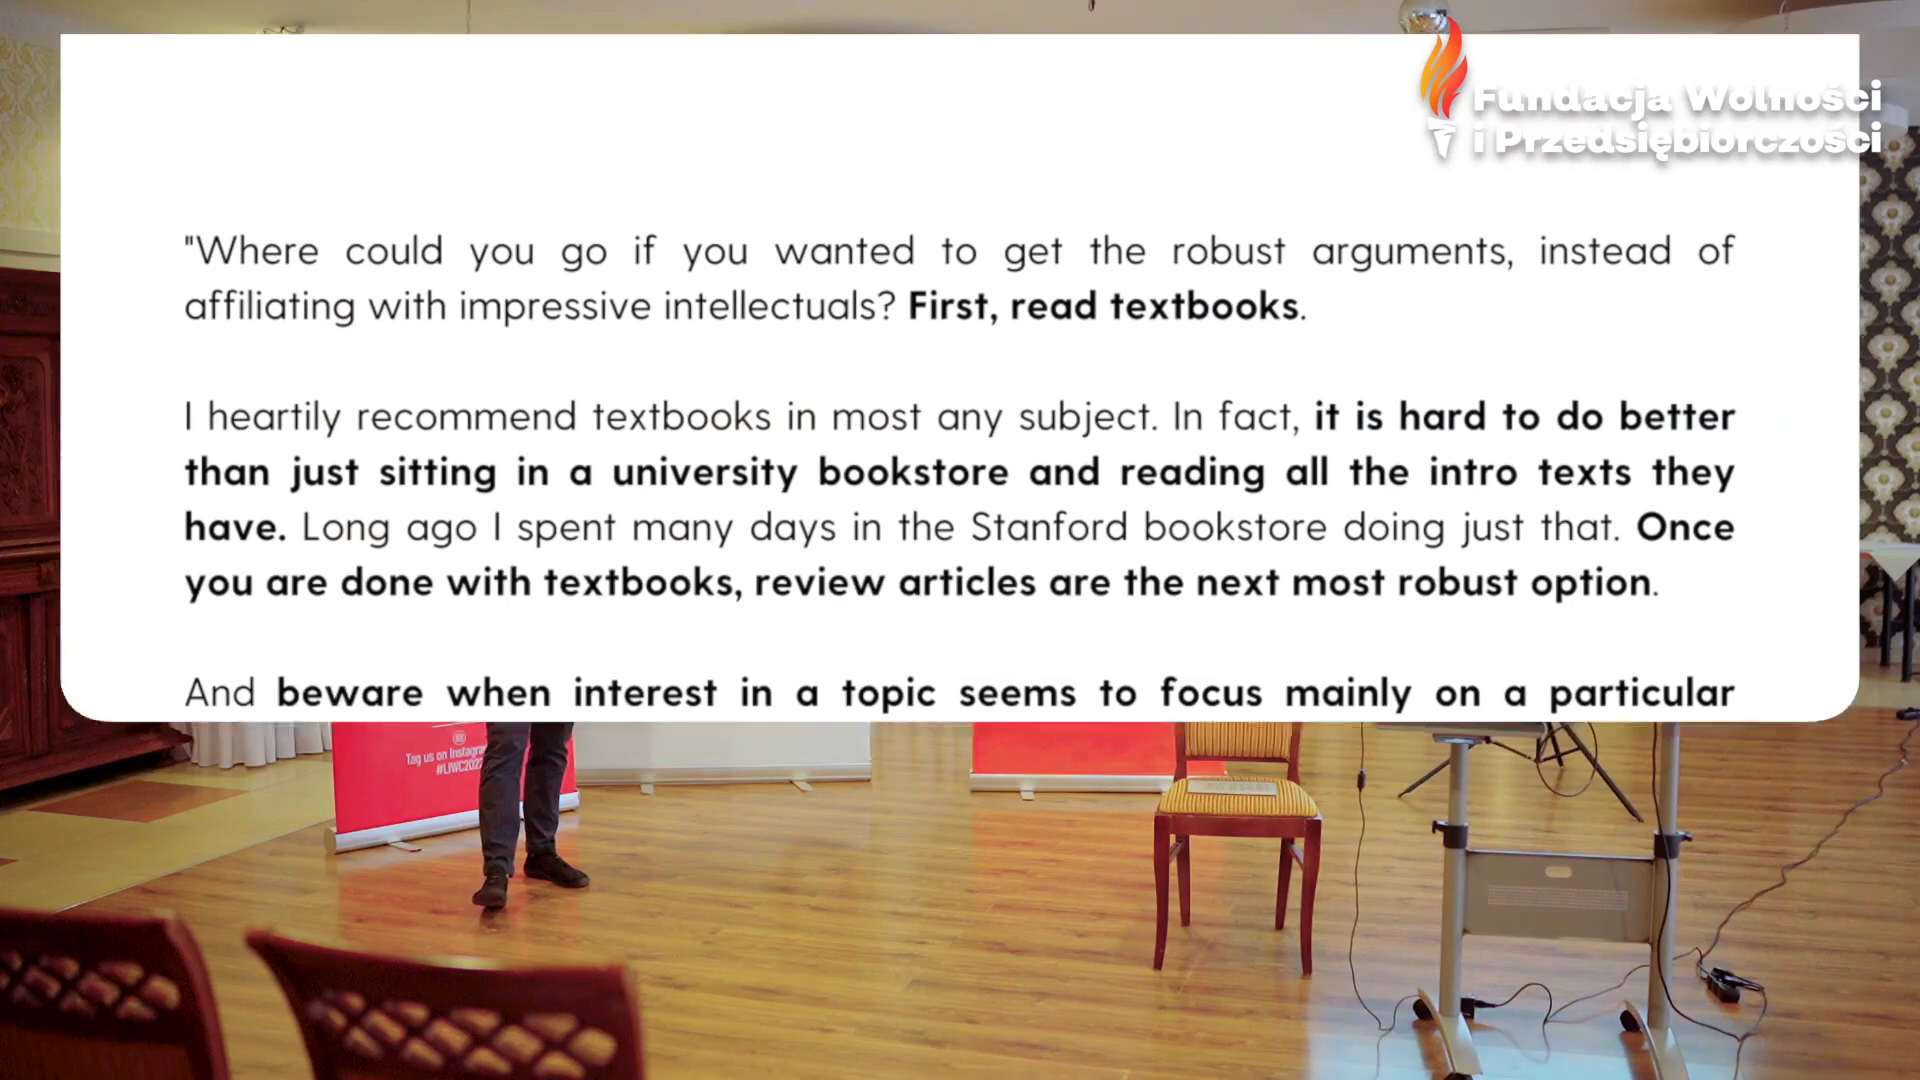 Fundacja Wolności
i Przedsiębiorczości
"Where could you go if you wanted to get the robust arguments, instead of
affiliating with impressive intellectuals? First, read textbooks.
I heartily recommend textbooks in most any subject. In fact, it is hard to do better
than just sitting in a university bookstore and reading all the intro texts they
have. Long ago I spent many days in the Stanford bookstore doing just that. Once
you are done with textbooks, review articles are the next most robust option.
And beware when interest in a topic seems to focus mainly on a particular
Tag us on Instagra
#LIWC202